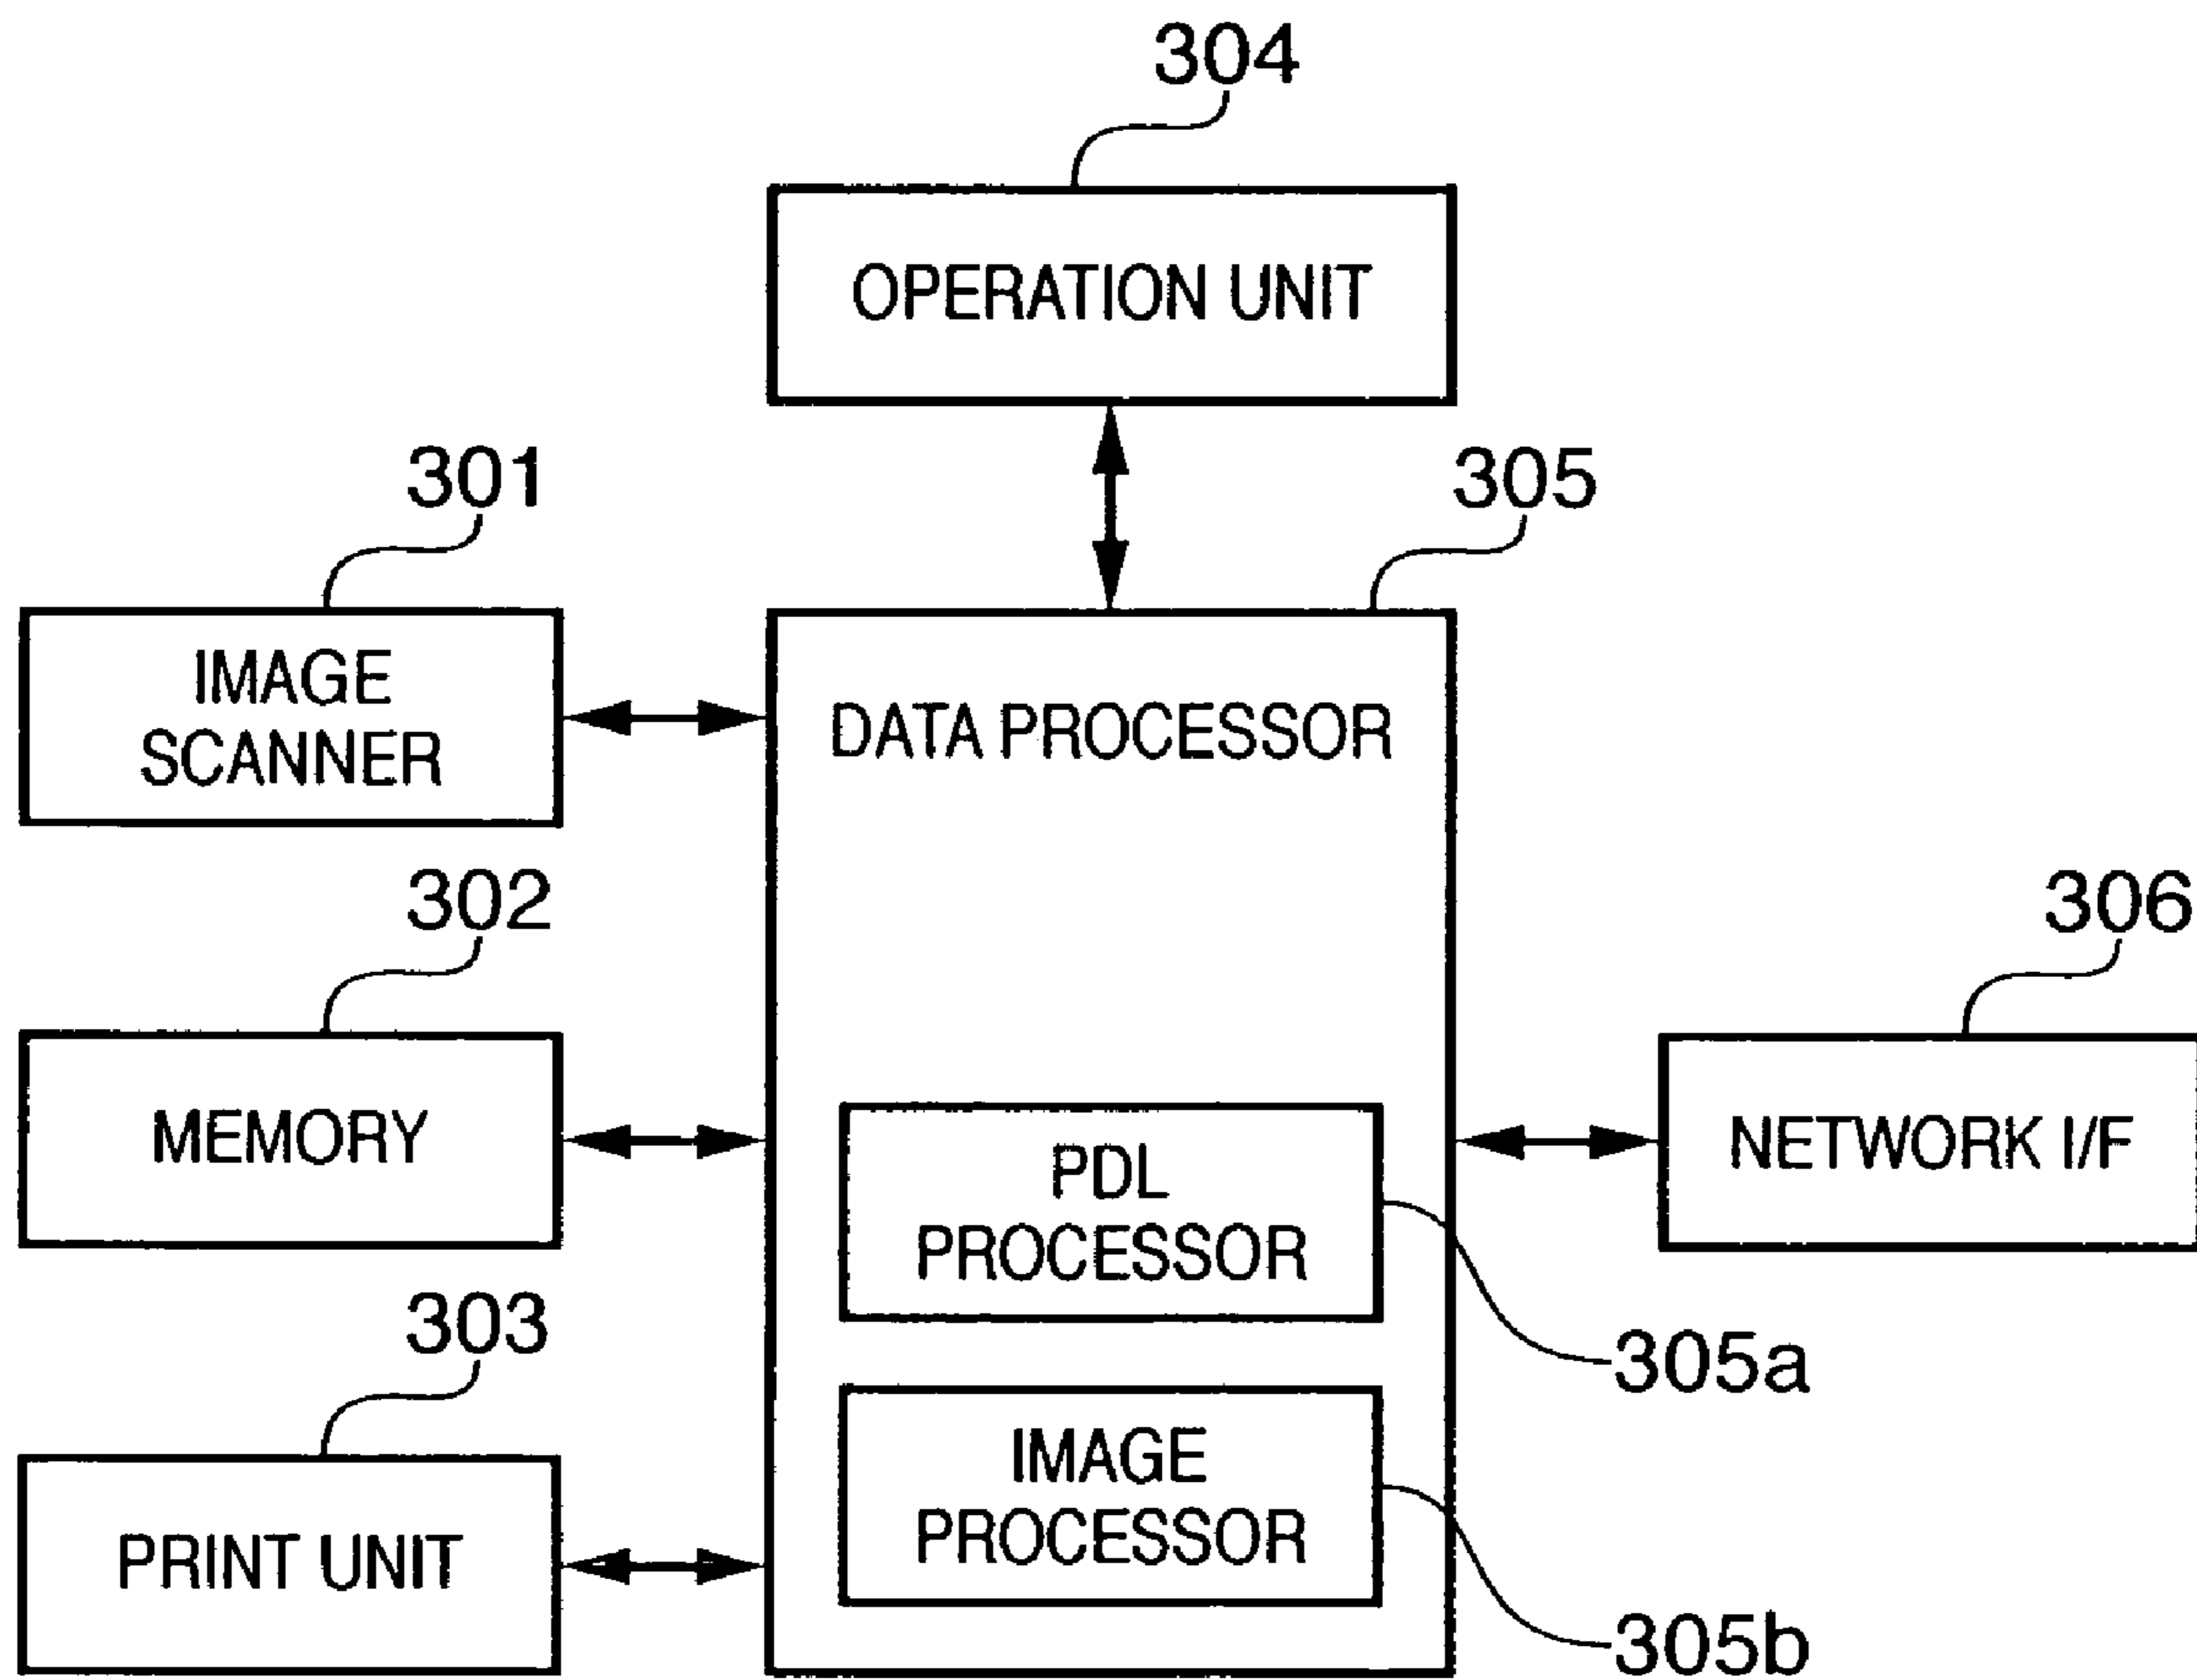 304
OPERATION UNIT
301
305
IMAGE
SCANNER
DATA PROCESSOR
302
306
MEMORY
PDL
PROCESSOR
NETWORK I/F
303
305a
IMAGE
PROCESSOR
PRINT UNIT
305b